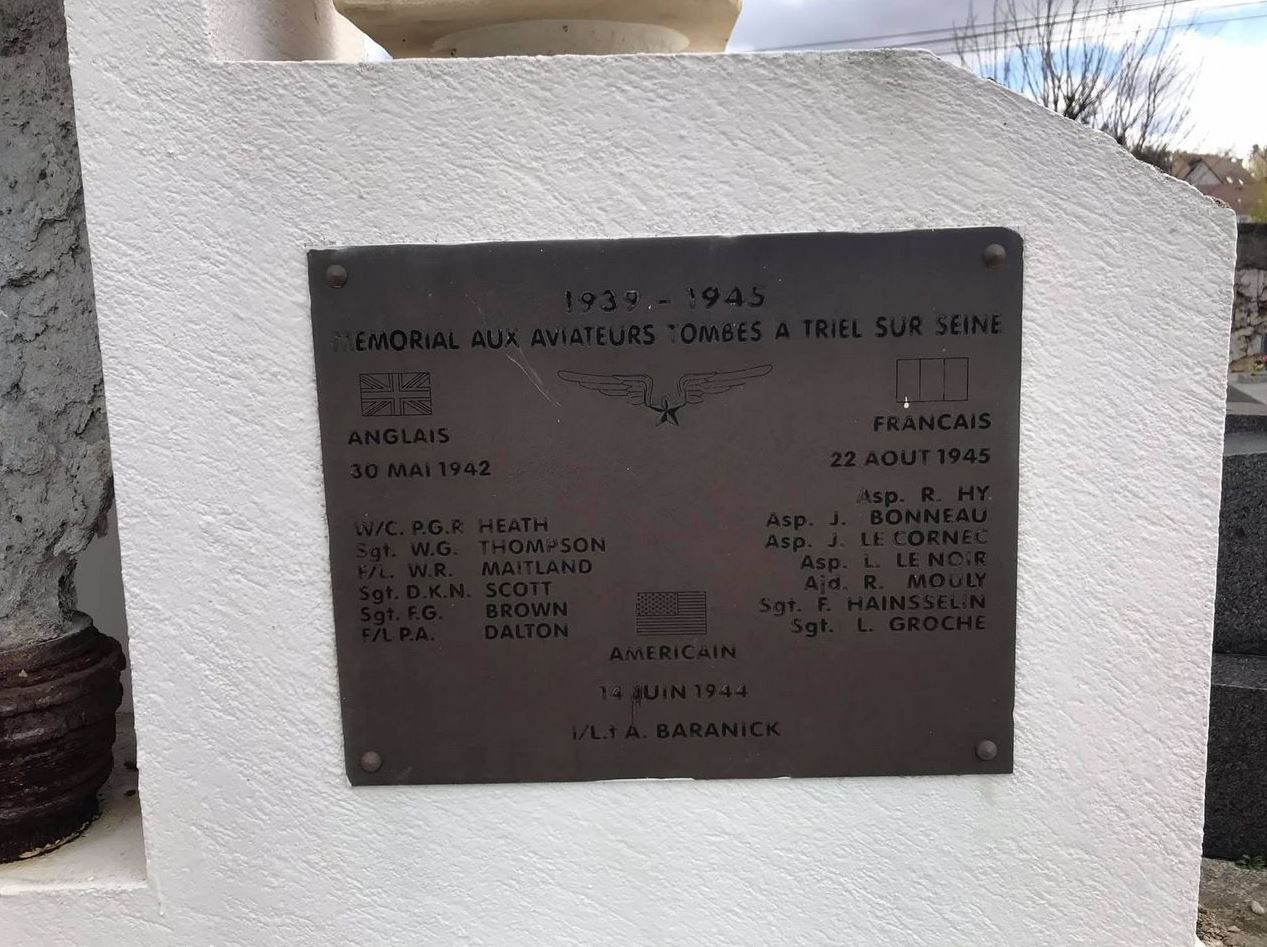 1939 - 1945
MEMORIAL AUX AVIATEURS TOMBES A TRIEL SUR SEINE
ANGLAIS
30 MAI 1942
W/C. P.G.R HEATH
Sgt. W.G. THOMPSON
F/L. W.R. MAITLAND
Sgt. D.K.N. SCOTT
Sgt. F.G. BROWN
F/L P.A. DALTON
FRANCAIS
22 AOUT 1945
Asp. R. HY
Asp. J. BONNEAU
Asp. J. LE CORNEC
Asp. L. LE NOIR
Ajd. R. MOULY
Sgt. F. HAINSSELIN
Sgt. L. GROCHE
AMERICAIN
14 JUIN 1944
1/L.t A. BARANICK